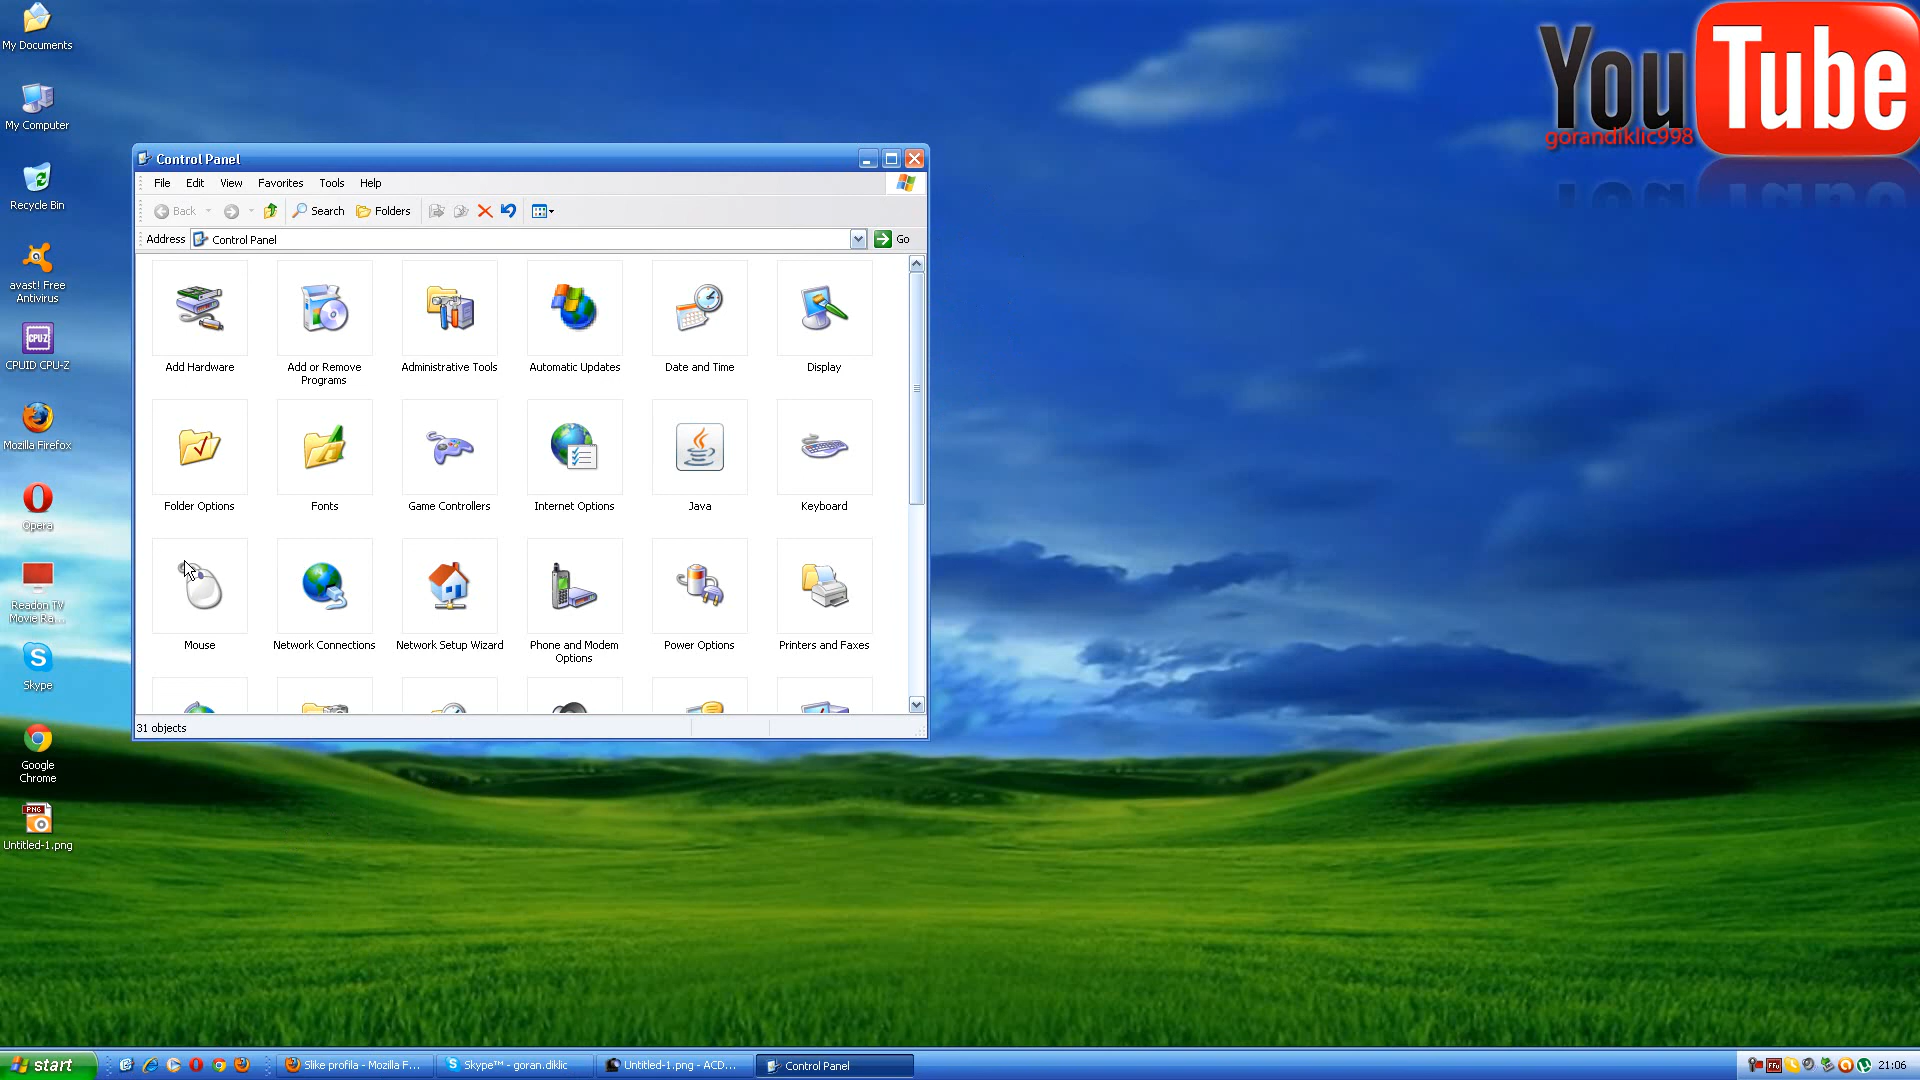 My Documents
My Computer
Recycle Bin
avast! Free
Antivirus
CPU-Z
CPUID CPU-Z
Mozilla Firefox
Opera
Readon TV
Movie Ra...
Skype
Google
Chrome
PNG
Untitled-1.png
YouTube
gorandiklic998
Control Panel
File Edit View Favorites Tools Help
Back Search Folders
Address Control Panel Go
Add Hardware
Add or Remove
Programs
Administrative Tools
Automatic Updates
Date and Time
Display
Folder Options
Fonts
Game Controllers
Internet Options
Java
Keyboard
Mouse
Network Connections
Network Setup Wizard
Phone and Modem
Options
Power Options
Printers and Faxes
31 objects
start
Slike profila - Mozilla F...
Skype™ - goran.diklic
Untitled-1.png - ACD...
Control Panel
21:06